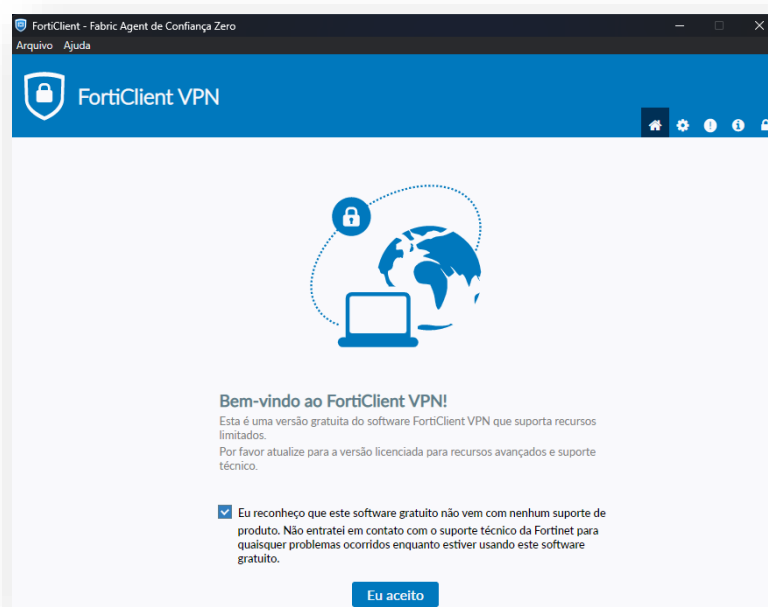 FortiClient - Fabric Agent de Confiança Zero
Arquivo Ajuda
FortiClient VPN
Bem-vindo ao FortiClient VPN!
Esta é uma versão gratuita do software FortiClient VPN que suporta recursos
limitados.
Por favor atualize para a versão licenciada para recursos avançados e suporte
técnico.
Eu reconheço que este software gratuito não vem com nenhum suporte de
produto. Não entratei em contato com o suporte técnico da Fortinet para
quaisquer problemas ocorridos enquanto estiver usando este software
gratuito.
Eu aceito